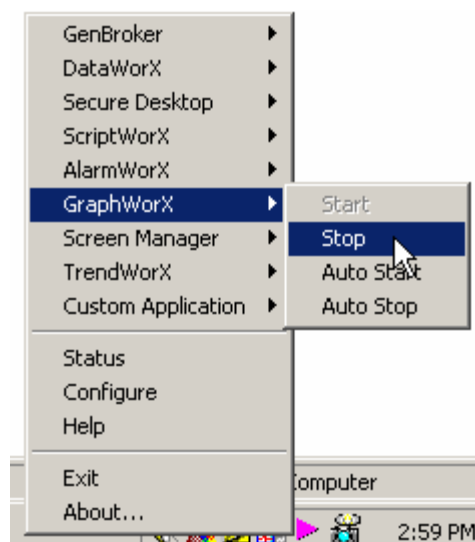 GenBroker
DataWorX
Secure Desktop
ScriptWorX
AlarmWorX
GraphWorX
Start
Screen Manager
Stop
TrendWorX
Auto Start
Custom Application
Auto Stop
Status
Configure
Help
Exit
Computer
About...
2:59 PM